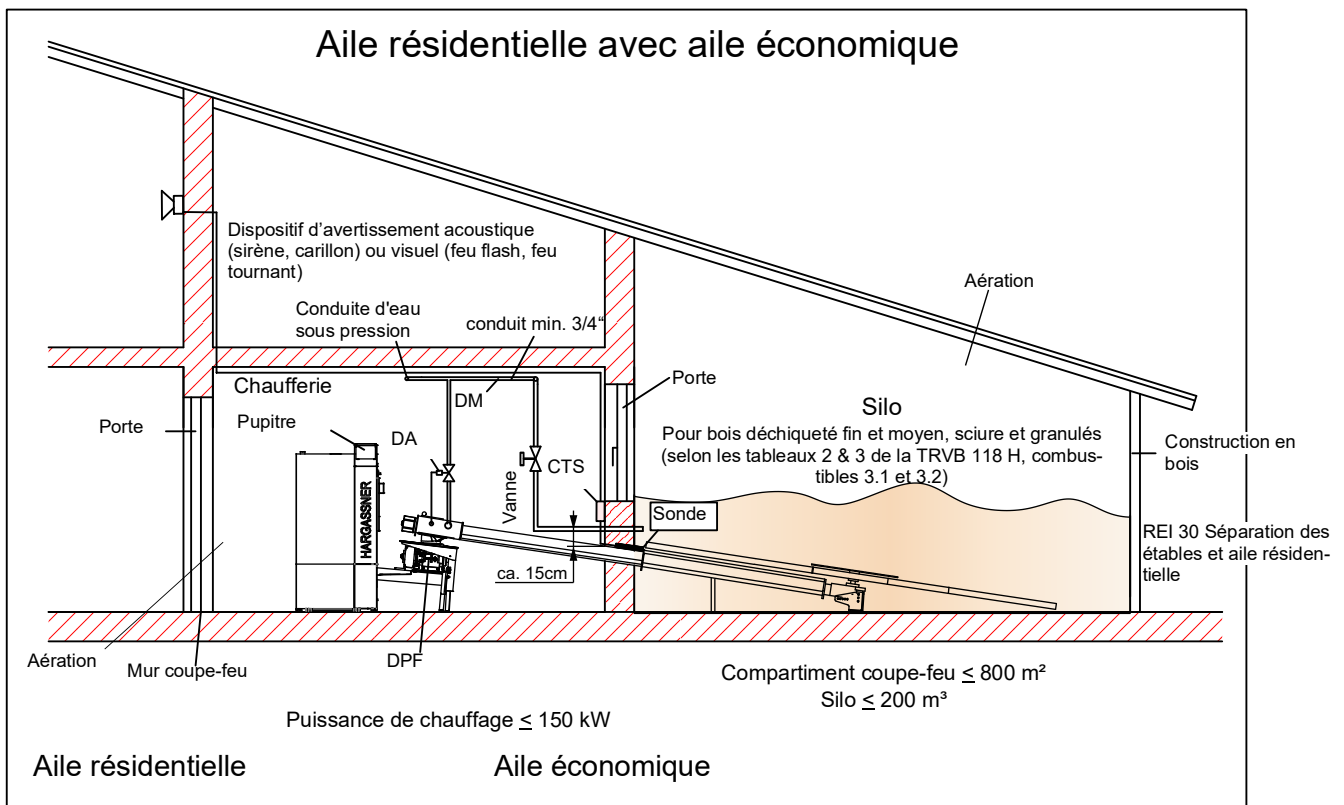 Aile résidentielle avec aile économique
Dispositif d'avertissement acoustique
(sirène, carillon) ou visuel (feu flash, feu
tournant)
Aération
Conduite d'eau
sous pression
conduit min. 3/4“
Chaufferie
DM
Porte
Porte
Pupitre
DA
Vanne
CTS
Silo
Pour bois déchiqueté fin et moyen, sciure et granulés
(selon les tableaux 2 & 3 de la TRVB 118 H, combus-
tibles 3.1 et 3.2)
Construction en
bois
HARGASSNER
Sonde
REI 30 Séparation des
étables et aile résiden-
tielle
ca. 15cm
Aération
Mur coupe-feu
DPF
Compartiment coupe-feu ≤ 800 m²
Silo ≤ 200 m³
Puissance de chauffage ≤ 150 kW
Aile résidentielle
Aile économique